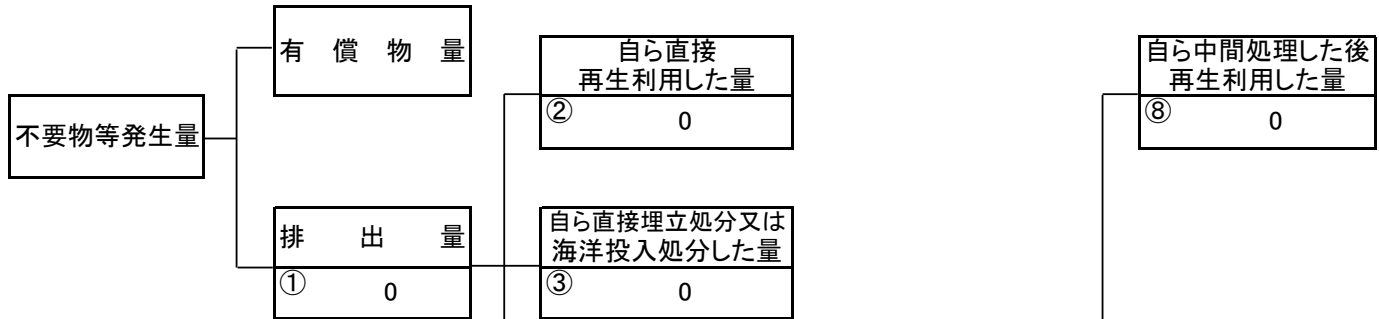 有償物量
自ら直接
再生利用した量
② 0
自ら中間処理した後
再生利用した量
⑧ 0
不要物等発生量
排出量
① 0
自ら直接埋立処分又は
海洋投入処分した量
③ 0